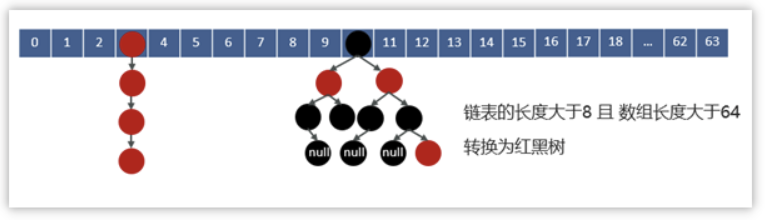 0 1 2 4 5 6 7 8 9 11 12 13 14 15 16 17 18 ... 62 63
链表的长度大于8 且 数组长度大于64
转换为红黑树
null null null